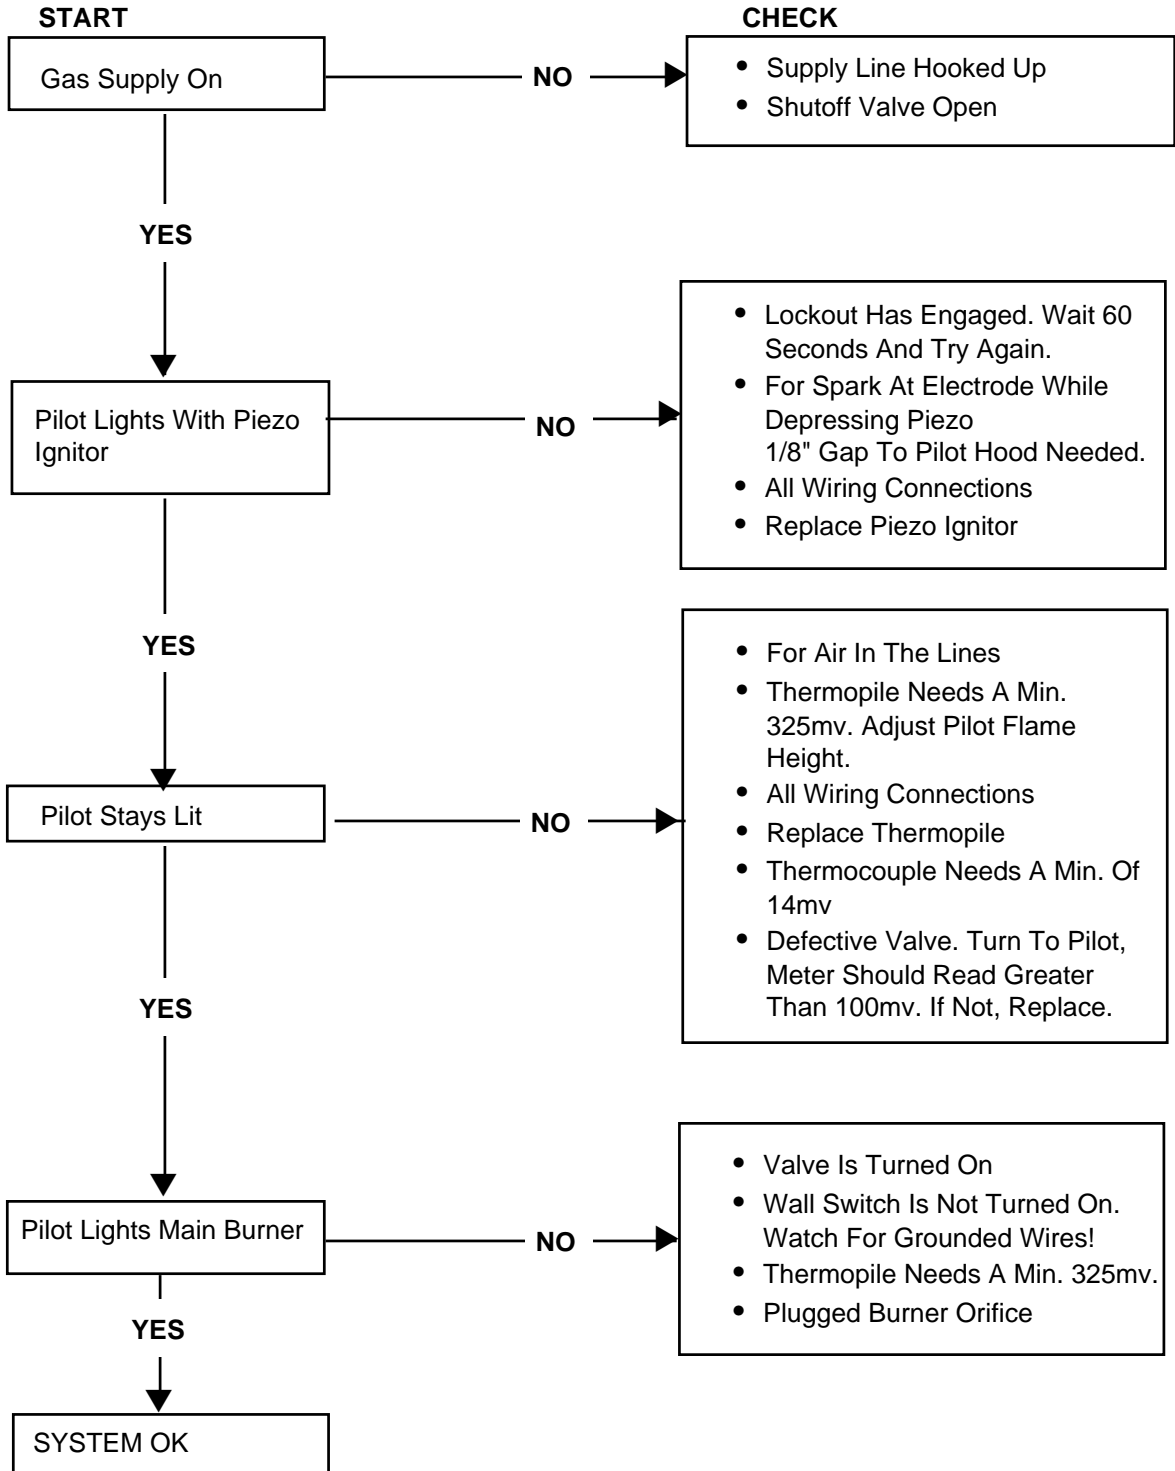 START
CHECK
Gas Supply On
NO
• Supply Line Hooked Up
• Shutoff Valve Open
YES
Pilot Lights With Piezo
Ignitor
NO
• Lockout Has Engaged. Wait 60
Seconds And Try Again.
• For Spark At Electrode While
Depressing Piezo
1/8" Gap To Pilot Hood Needed.
• All Wiring Connections
• Replace Piezo Ignitor
YES
Pilot Stays Lit
NO
• For Air In The Lines
• Thermopile Needs A Min.
325mv. Adjust Pilot Flame
Height.
• All Wiring Connections
• Replace Thermopile
• Thermocouple Needs A Min. Of
14mv
• Defective Valve. Turn To Pilot,
Meter Should Read Greater
Than 100mv. If Not, Replace.
YES
Pilot Lights Main Burner
NO
• Valve Is Turned On
• Wall Switch Is Not Turned On.
Watch For Grounded Wires!
• Thermopile Needs A Min. 325mv.
• Plugged Burner Orifice
YES
SYSTEM OK